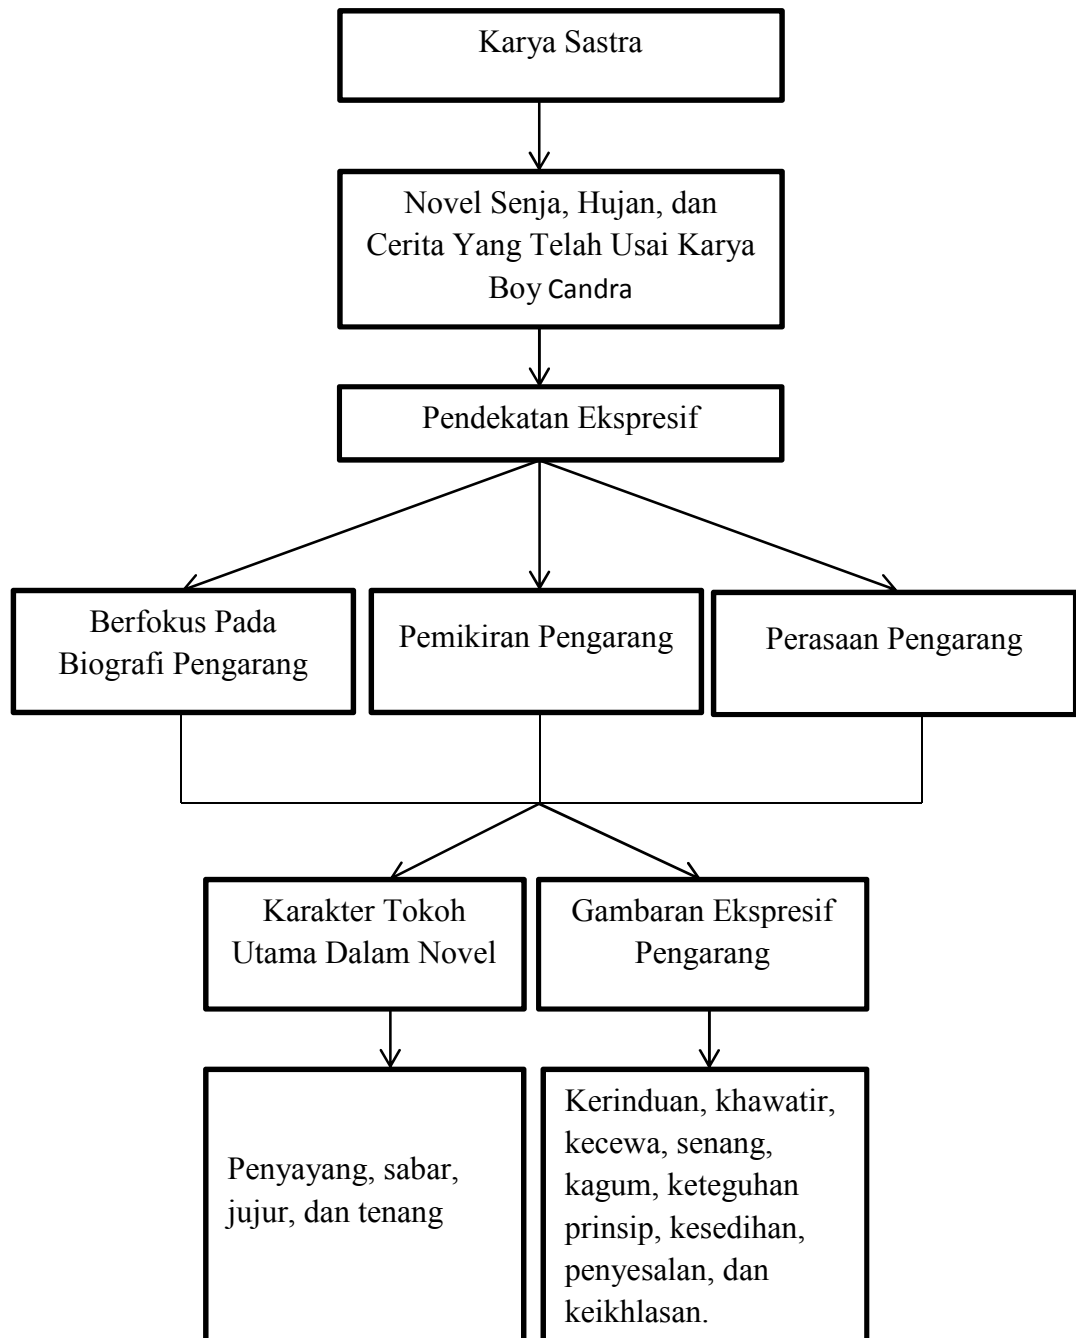 Karya Sastra
Novel Senja, Hujan, dan
Cerita Yang Telah Usai Karya
Boy Candra
Pendekatan Ekspresif
Berfokus Pada
Biografi Pengarang
Pemikiran Pengarang
Perasaan Pengarang
Karakter Tokoh
Utama Dalam Novel
Gambaran Ekspresif
Pengarang
Penyayang, sabar,
jujur, dan tenang
Kerinduan, khawatir,
kecewa, senang,
kagum, keteguhan
prinsip, kesedihan,
penyesalan, dan
keikhlasan.